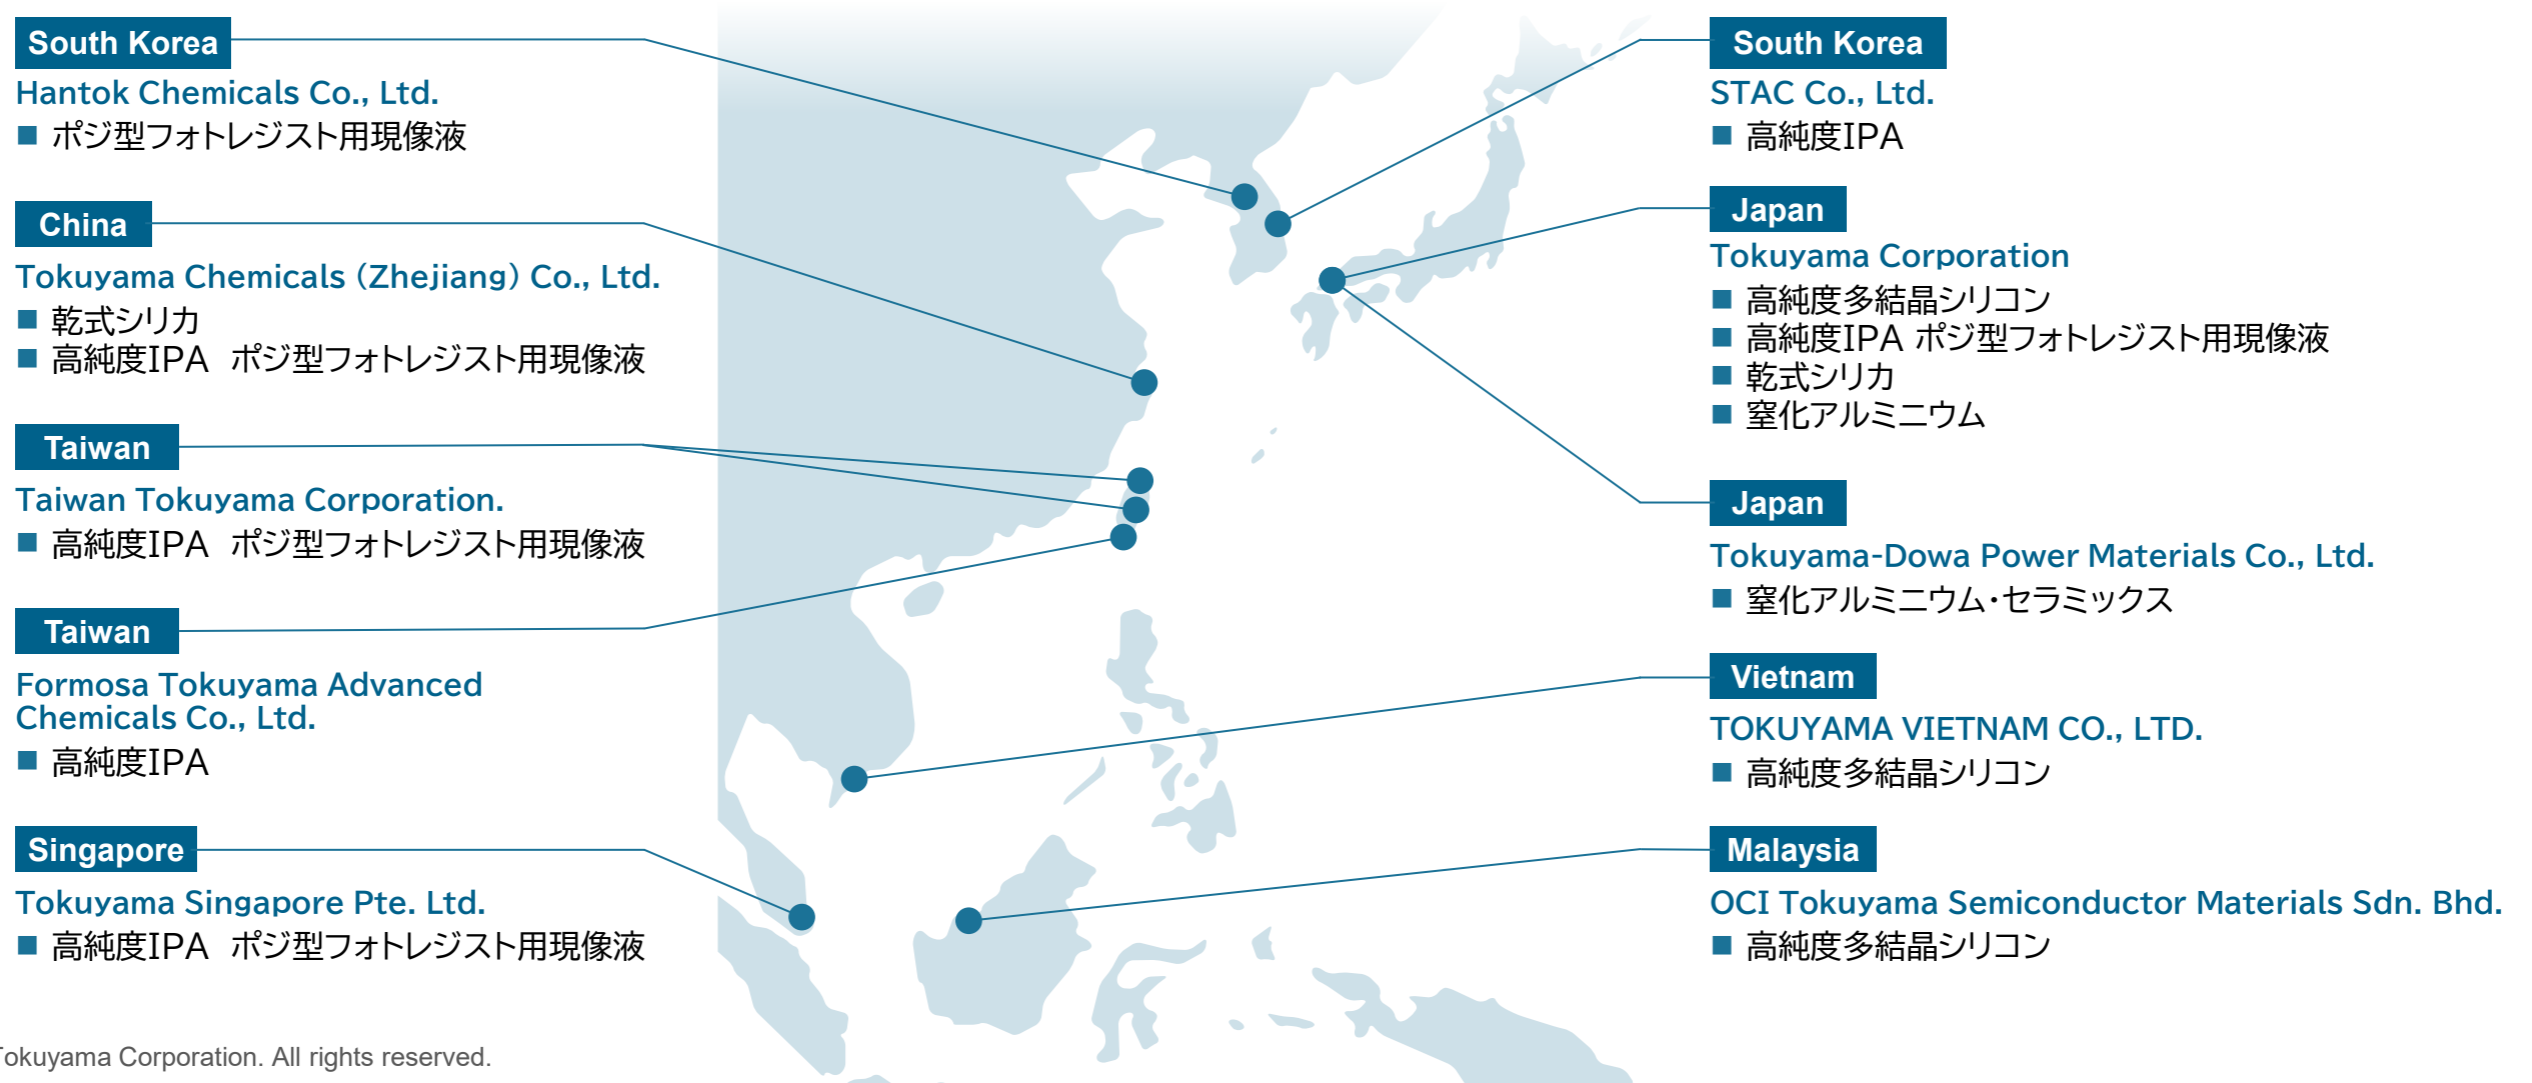 South Korea
Hantok Chemicals Co., Ltd.
■ ポジ型フォトレジスト用現像液
China
Tokuyama Chemicals (Zhejiang) Co., Ltd.
■ 乾式シリカ
■ 高純度IPA　ポジ型フォトレジスト用現像液
Taiwan
Taiwan Tokuyama Corporation.
■ 高純度IPA　ポジ型フォトレジスト用現像液
Taiwan
Formosa Tokuyama Advanced
Chemicals Co., Ltd.
■ 高純度IPA
Singapore
Tokuyama Singapore Pte. Ltd.
■ 高純度IPA　ポジ型フォトレジスト用現像液
South Korea
STAC Co., Ltd.
■ 高純度IPA
Japan
Tokuyama Corporation
■ 高純度多結晶シリコン
■ 高純度IPA ポジ型フォトレジスト用現像液
■ 乾式シリカ
■ 窒化アルミニウム
Japan
Tokuyama-Dowa Power Materials Co., Ltd.
■ 窒化アルミニウム・セラミックス
Vietnam
TOKUYAMA VIETNAM CO., LTD.
■ 高純度多結晶シリコン
Malaysia
OCI Tokuyama Semiconductor Materials Sdn. Bhd.
■ 高純度多結晶シリコン
Tokuyama Corporation. All rights reserved.